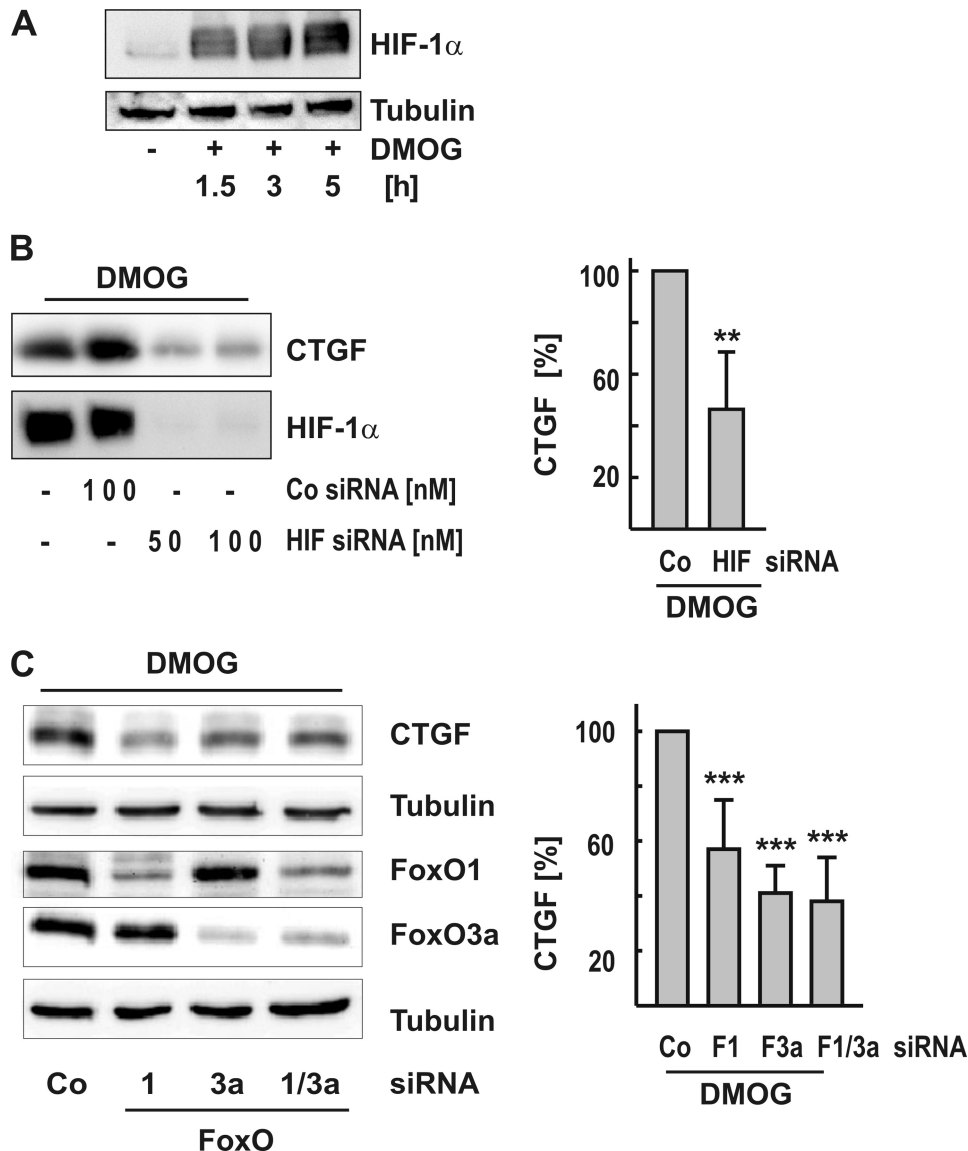 A
HIF-1α
Tubulin
- + + + DMOG
1.5 3 5 [h]
B
DMOG
CTGF
HIF-1α
- 100 - - Co siRNA [nM]
- - 50 100 HIF siRNA [nM]
CTGF [%]
100
60
20
**
Co HIF siRNA
DMOG
C
DMOG
CTGF
Tubulin
FoxO1
FoxO3a
Tubulin
Co 1 3a 1/3a siRNA
FoxO
CTGF [%]
100
60
20
*** *** ***
Co F1 F3a F1/3a siRNA
DMOG